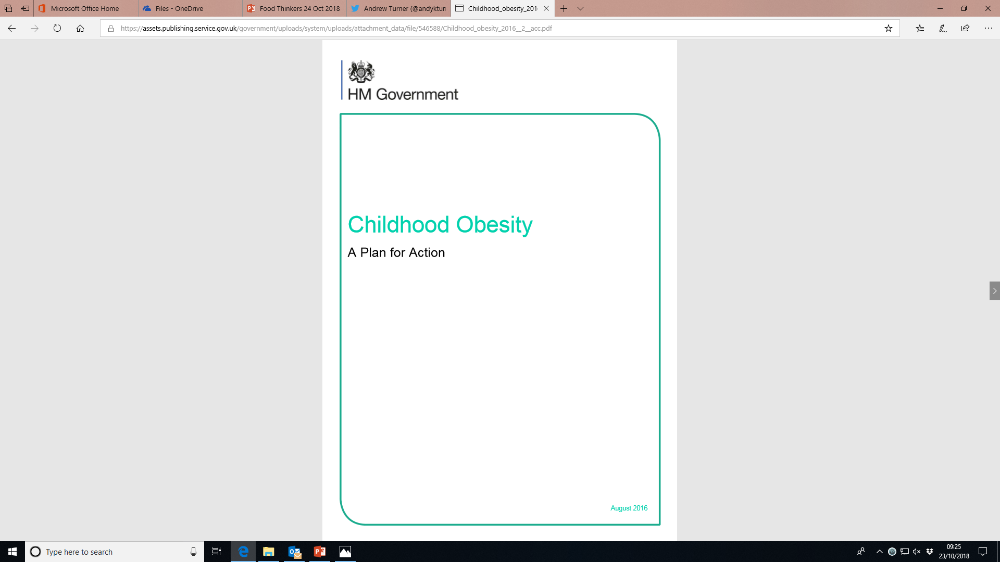 Microsoft Office Home
Files - OneDrive
Food Thinkers 24 Oct 2018
Andrew Turner (@andyktur
Childhood_obesity_201
https://assets.publishing.service.gov.uk/government/uploads/system/uploads/attachment_data/file/546588/Childhood_obesity_2016__2__acc.pdf
HM Government
Childhood Obesity
A Plan for Action
August 2016
Type here to search
09:25
23/10/2018